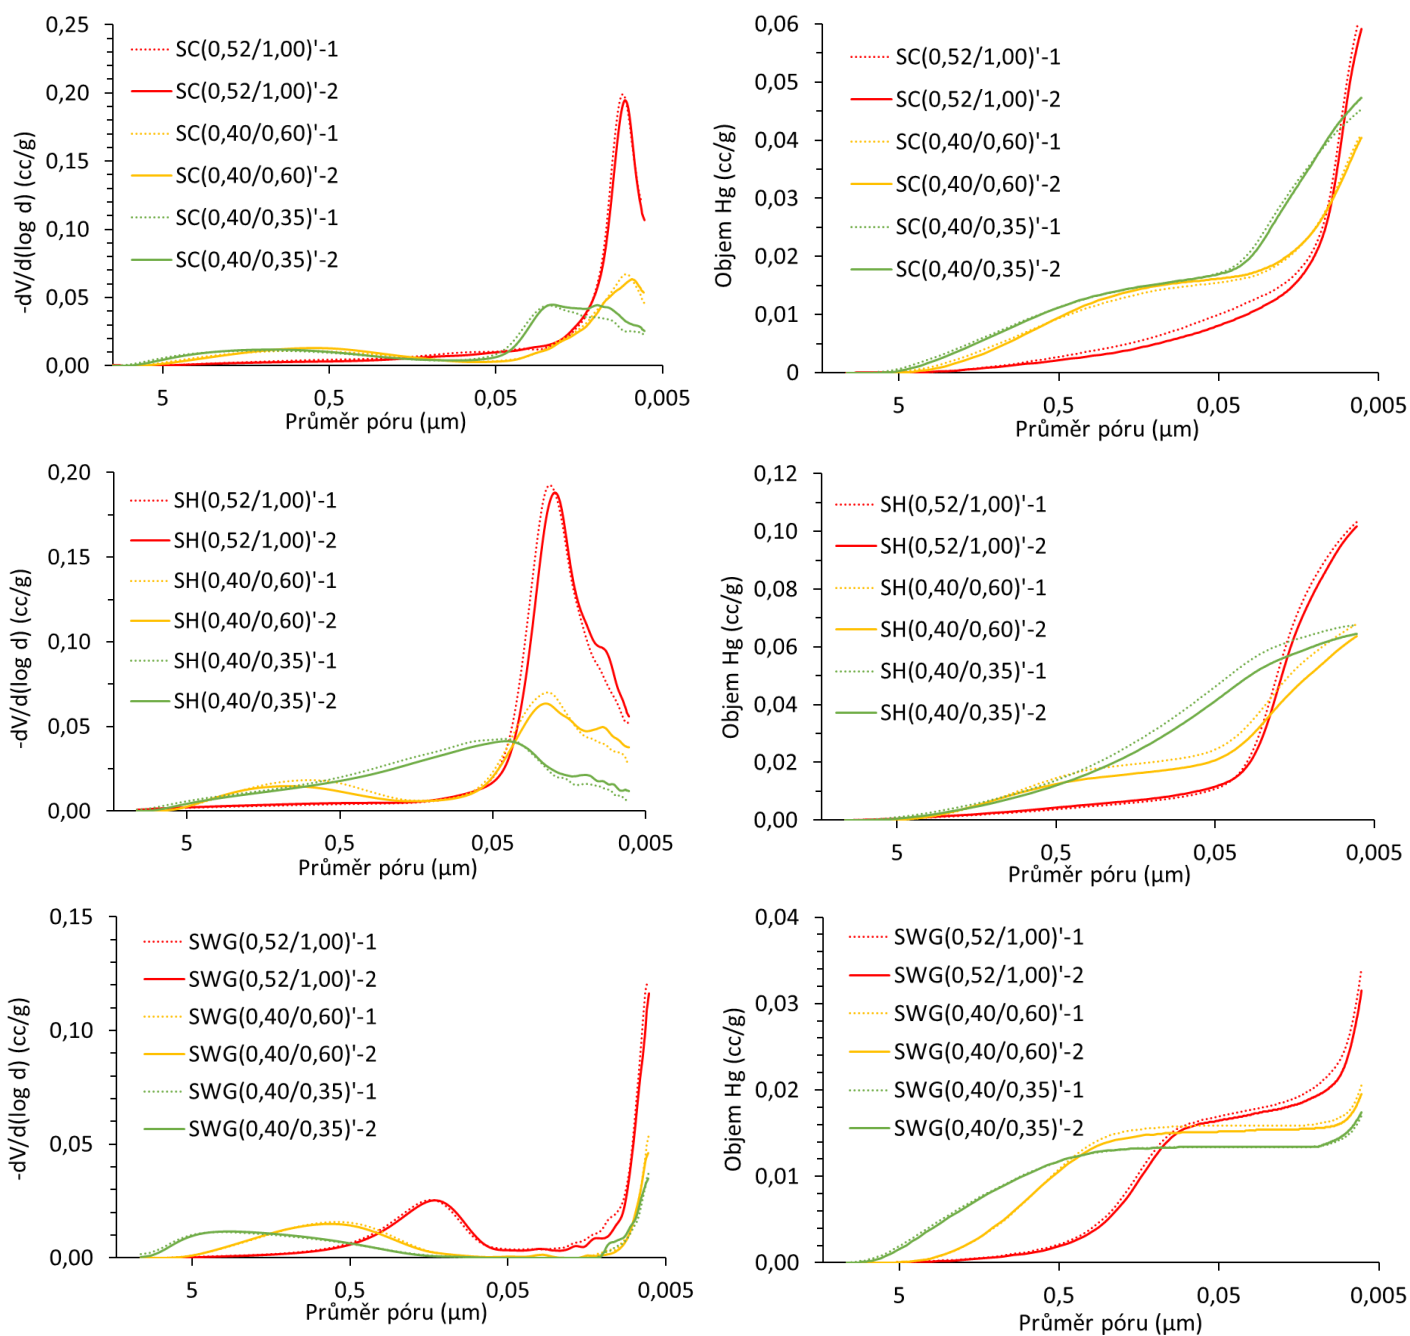 -dV/d(log d) (cc/g)
0,25
0,20
0,15
0,10
0,05
0,00
SC(0,52/1,00)'-1
SC(0,52/1,00)'-2
SC(0,40/0,60)'-1
SC(0,40/0,60)'-2
SC(0,40/0,35)'-1
SC(0,40/0,35)'-2
5 0,5 0,05 0,005
Průměr póru (µm)
Objem Hg (cc/g)
0,06
0,05
0,04
0,03
0,02
0,01
0
SC(0,52/1,00)'-1
SC(0,52/1,00)'-2
SC(0,40/0,60)'-1
SC(0,40/0,60)'-2
SC(0,40/0,35)'-1
SC(0,40/0,35)'-2
5 0,5 0,05 0,005
Průměr póru (µm)
-dV/d(log d) (cc/g)
0,20
0,15
0,10
0,05
0,00
SH(0,52/1,00)'-1
SH(0,52/1,00)'-2
SH(0,40/0,60)'-1
SH(0,40/0,60)'-2
SH(0,40/0,35)'-1
SH(0,40/0,35)'-2
5 0,5 0,05 0,005
Průměr póru (µm)
Objem Hg (cc/g)
0,12
0,10
0,08
0,06
0,04
0,02
0,00
SH(0,52/1,00)'-1
SH(0,52/1,00)'-2
SH(0,40/0,60)'-1
SH(0,40/0,60)'-2
SH(0,40/0,35)'-1
SH(0,40/0,35)'-2
5 0,5 0,05 0,005
Průměr póru (µm)
-dV/d(log d) (cc/g)
0,15
0,10
0,05
0,00
SWG(0,52/1,00)'-1
SWG(0,52/1,00)'-2
SWG(0,40/0,60)'-1
SWG(0,40/0,60)'-2
SWG(0,40/0,35)'-1
SWG(0,40/0,35)'-2
5 0,5 0,05 0,005
Průměr póru (µm)
Objem Hg (cc/g)
0,04
0,03
0,02
0,01
0,00
SWG(0,52/1,00)'-1
SWG(0,52/1,00)'-2
SWG(0,40/0,60)'-1
SWG(0,40/0,60)'-2
SWG(0,40/0,35)'-1
SWG(0,40/0,35)'-2
5 0,5 0,05 0,005
Průměr póru (µm)